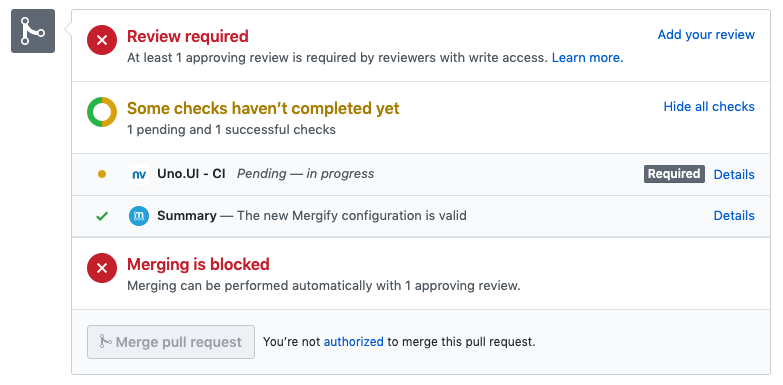 Review required
Add your review
At least 1 approving review is required by reviewers with write access. Learn more.
Some checks haven’t completed yet
Hide all checks
1 pending and 1 successful checks
nv Uno.UI - CI Pending — in progress Required Details
Summary — The new Mergify configuration is valid Details
Merging is blocked
Merging can be performed automatically with 1 approving review.
Merge pull request You’re not authorized to merge this pull request.